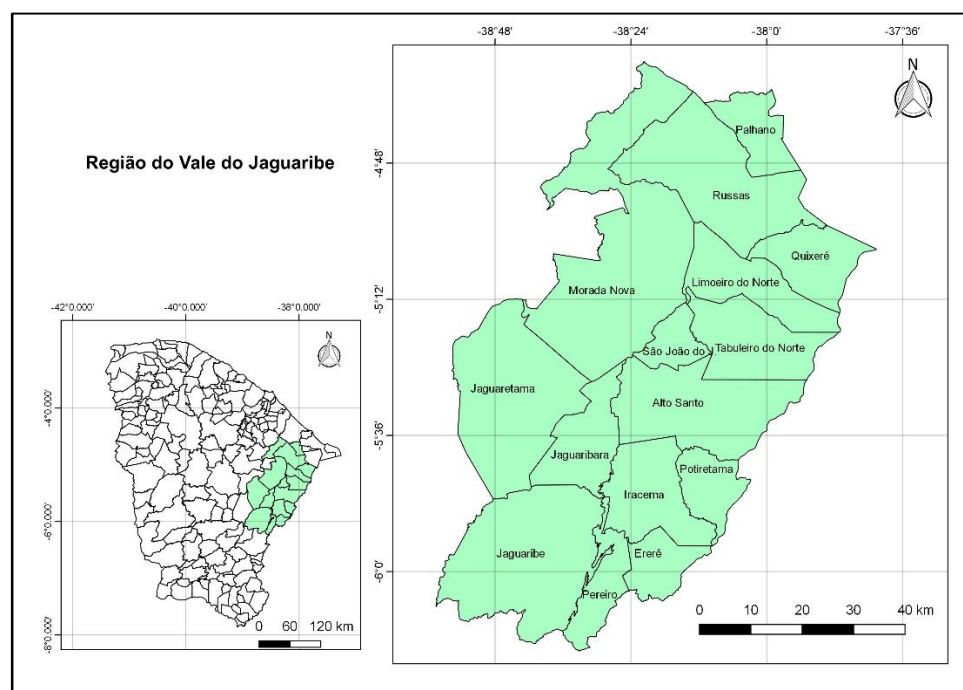 Região do Vale do Jaguaribe
-42°0.000'
-40°0.000'
-38°0.000'
N
-4°0.000'
-6°0.000'
-8°0.000'
0 60 120 km
-38°48'
-38°24'
-38°0'
-37°36'
N
-4°48'
-5°12'
-5°36'
-6°0'
Palhano
Russas
Quixeré
Limoeiro do Norte
Morada Nova
São João do J.
Tabuleiro do Norte
Jaguaretama
Alto Santo
Jaguaribara
Potiretama
Iracema
Jaguaribe
Ererê
Pereiro
0 10 20 30 40 km